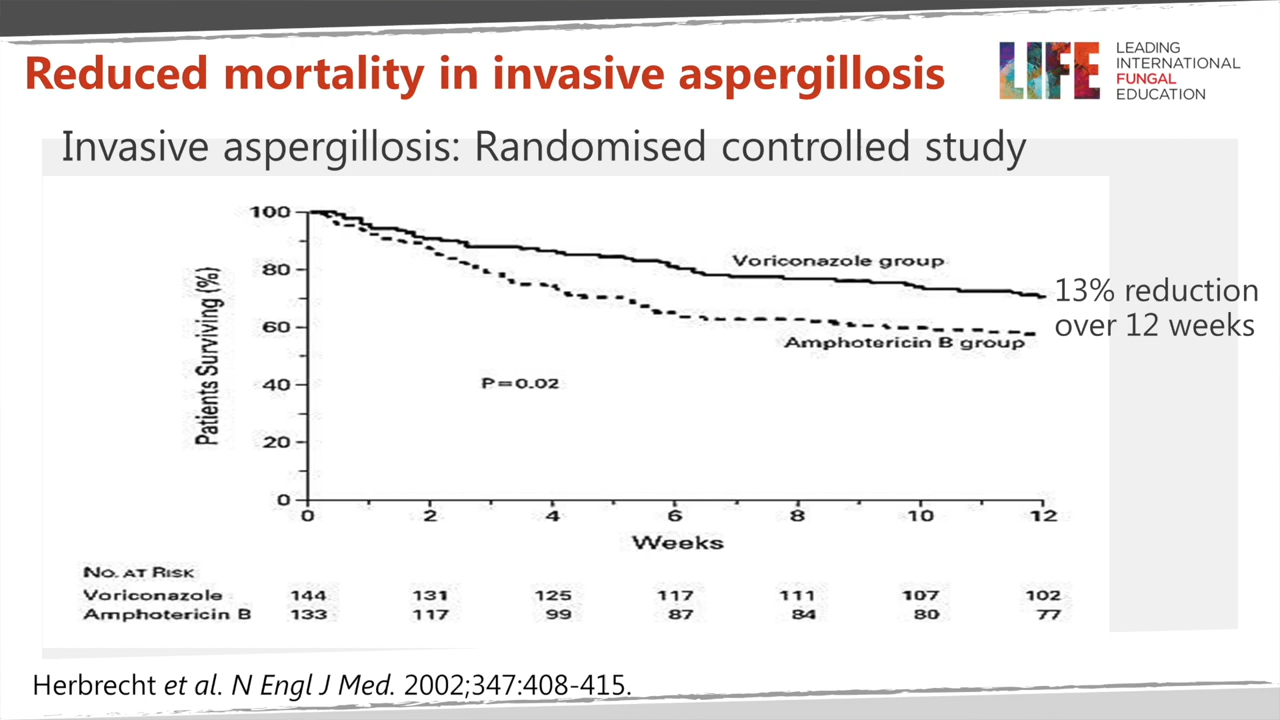 Reduced mortality in invasive aspergillosis
LIFE
LEADING
INTERNATIONAL
FUNGAL
EDUCATION
Invasive aspergillosis: Randomised controlled study
100
80
60
40
20
0
Patients Surviving (%)
Voriconazole group
Amphotericin B group
P=0.02
13% reduction
over 12 weeks
0 2 4 6 8 10 12
Weeks
No. at Risk
Voriconazole 144 131 125 117 111 107 102
Amphotericin B 133 117 99 87 84 80 77
Herbrecht et al. N Engl J Med. 2002;347:408-415.